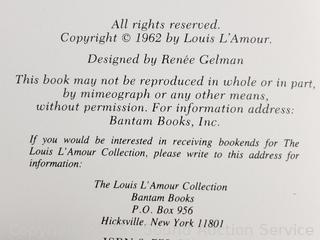 All rights reserved.
Copyright © 1962 by Louis L'Amour.
Designed by Renée Gelman
This book may not be reproduced in whole or in part,
by mimeograph or any other means,
without permission. For information address:
Bantam Books, Inc.
If you would be interested in receiving bookends for The
Louis L'Amour Collection, please write to this address for
information:
The Louis L'Amour Collection
Bantam Books
P.O. Box 956
Hicksville, New York 11801
Auction Service